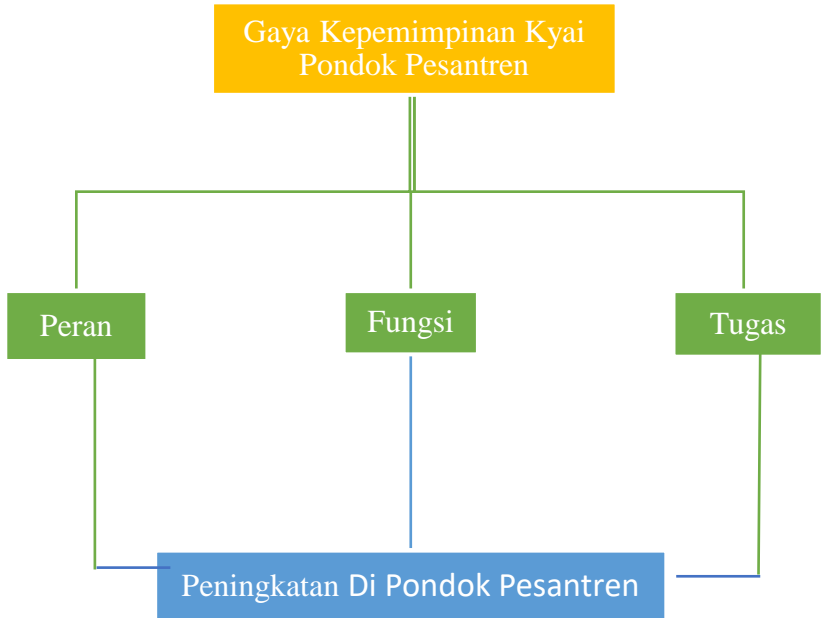 Gaya Kepemimpinan Kyai
Pondok Pesantren
Peran
Fungsi
Tugas
Peningkatan Di Pondok Pesantren